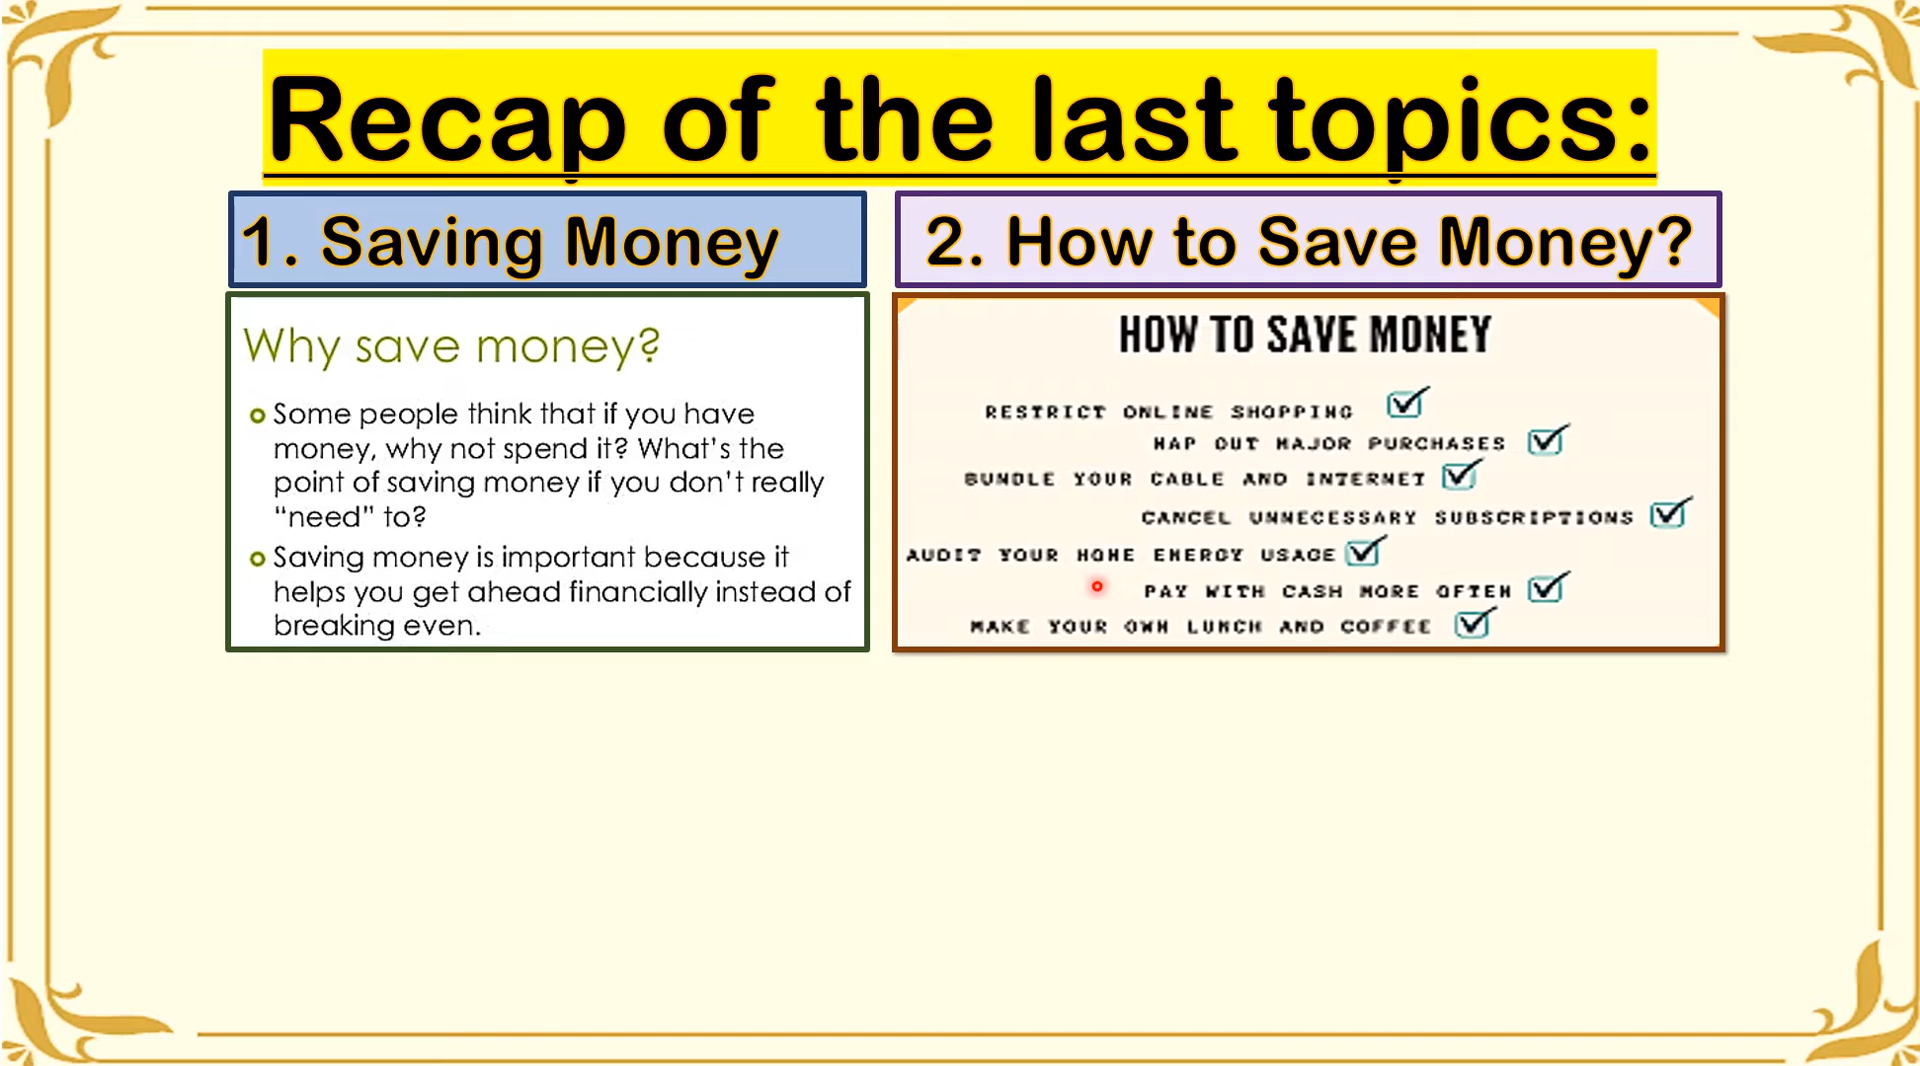 Recap of the last topics:
1. Saving Money
Why save money?
Some people think that if you have
money, why not spend it? What's the
point of saving money if you don't really
“need” to?
Saving money is important because it
helps you get ahead financially instead of
breaking even.
2. How to Save Money?
HOW TO SAVE MONEY
RESTRICT ONLINE SHOPPING
MAP OUT MAJOR PURCHASES
BUNDLE YOUR CABLE AND INTERNET
CANCEL UNNECESSARY SUBSCRIPTIONS
AUDIT YOUR HOME ENERGY USAGE
PAY WITH CASH MORE OFTEN
MAKE YOUR OWN LUNCH AND COFFEE